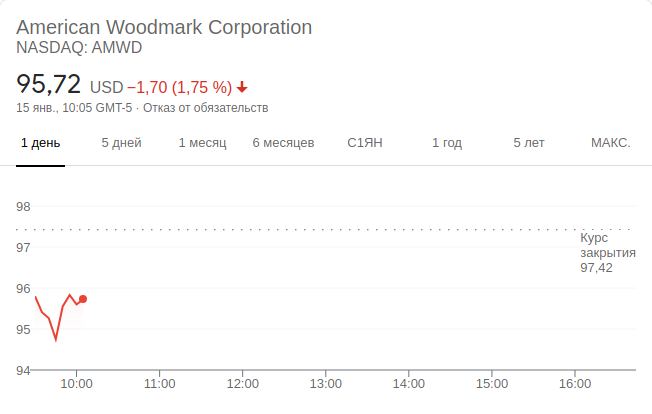 American Woodmark Corporation
NASDAQ: AMWD
95,72 USD −1,70 (1,75 %)
15 янв., 10:05 GMT-5 · Отказ от обязательств
1 день 5 дней 1 месяц 6 месяцев С1ЯН 1 год 5 лет МАКС.
98
97
96
95
94
Курс
закрытия
97,42
10:00 11:00 12:00 13:00 14:00 15:00 16:00